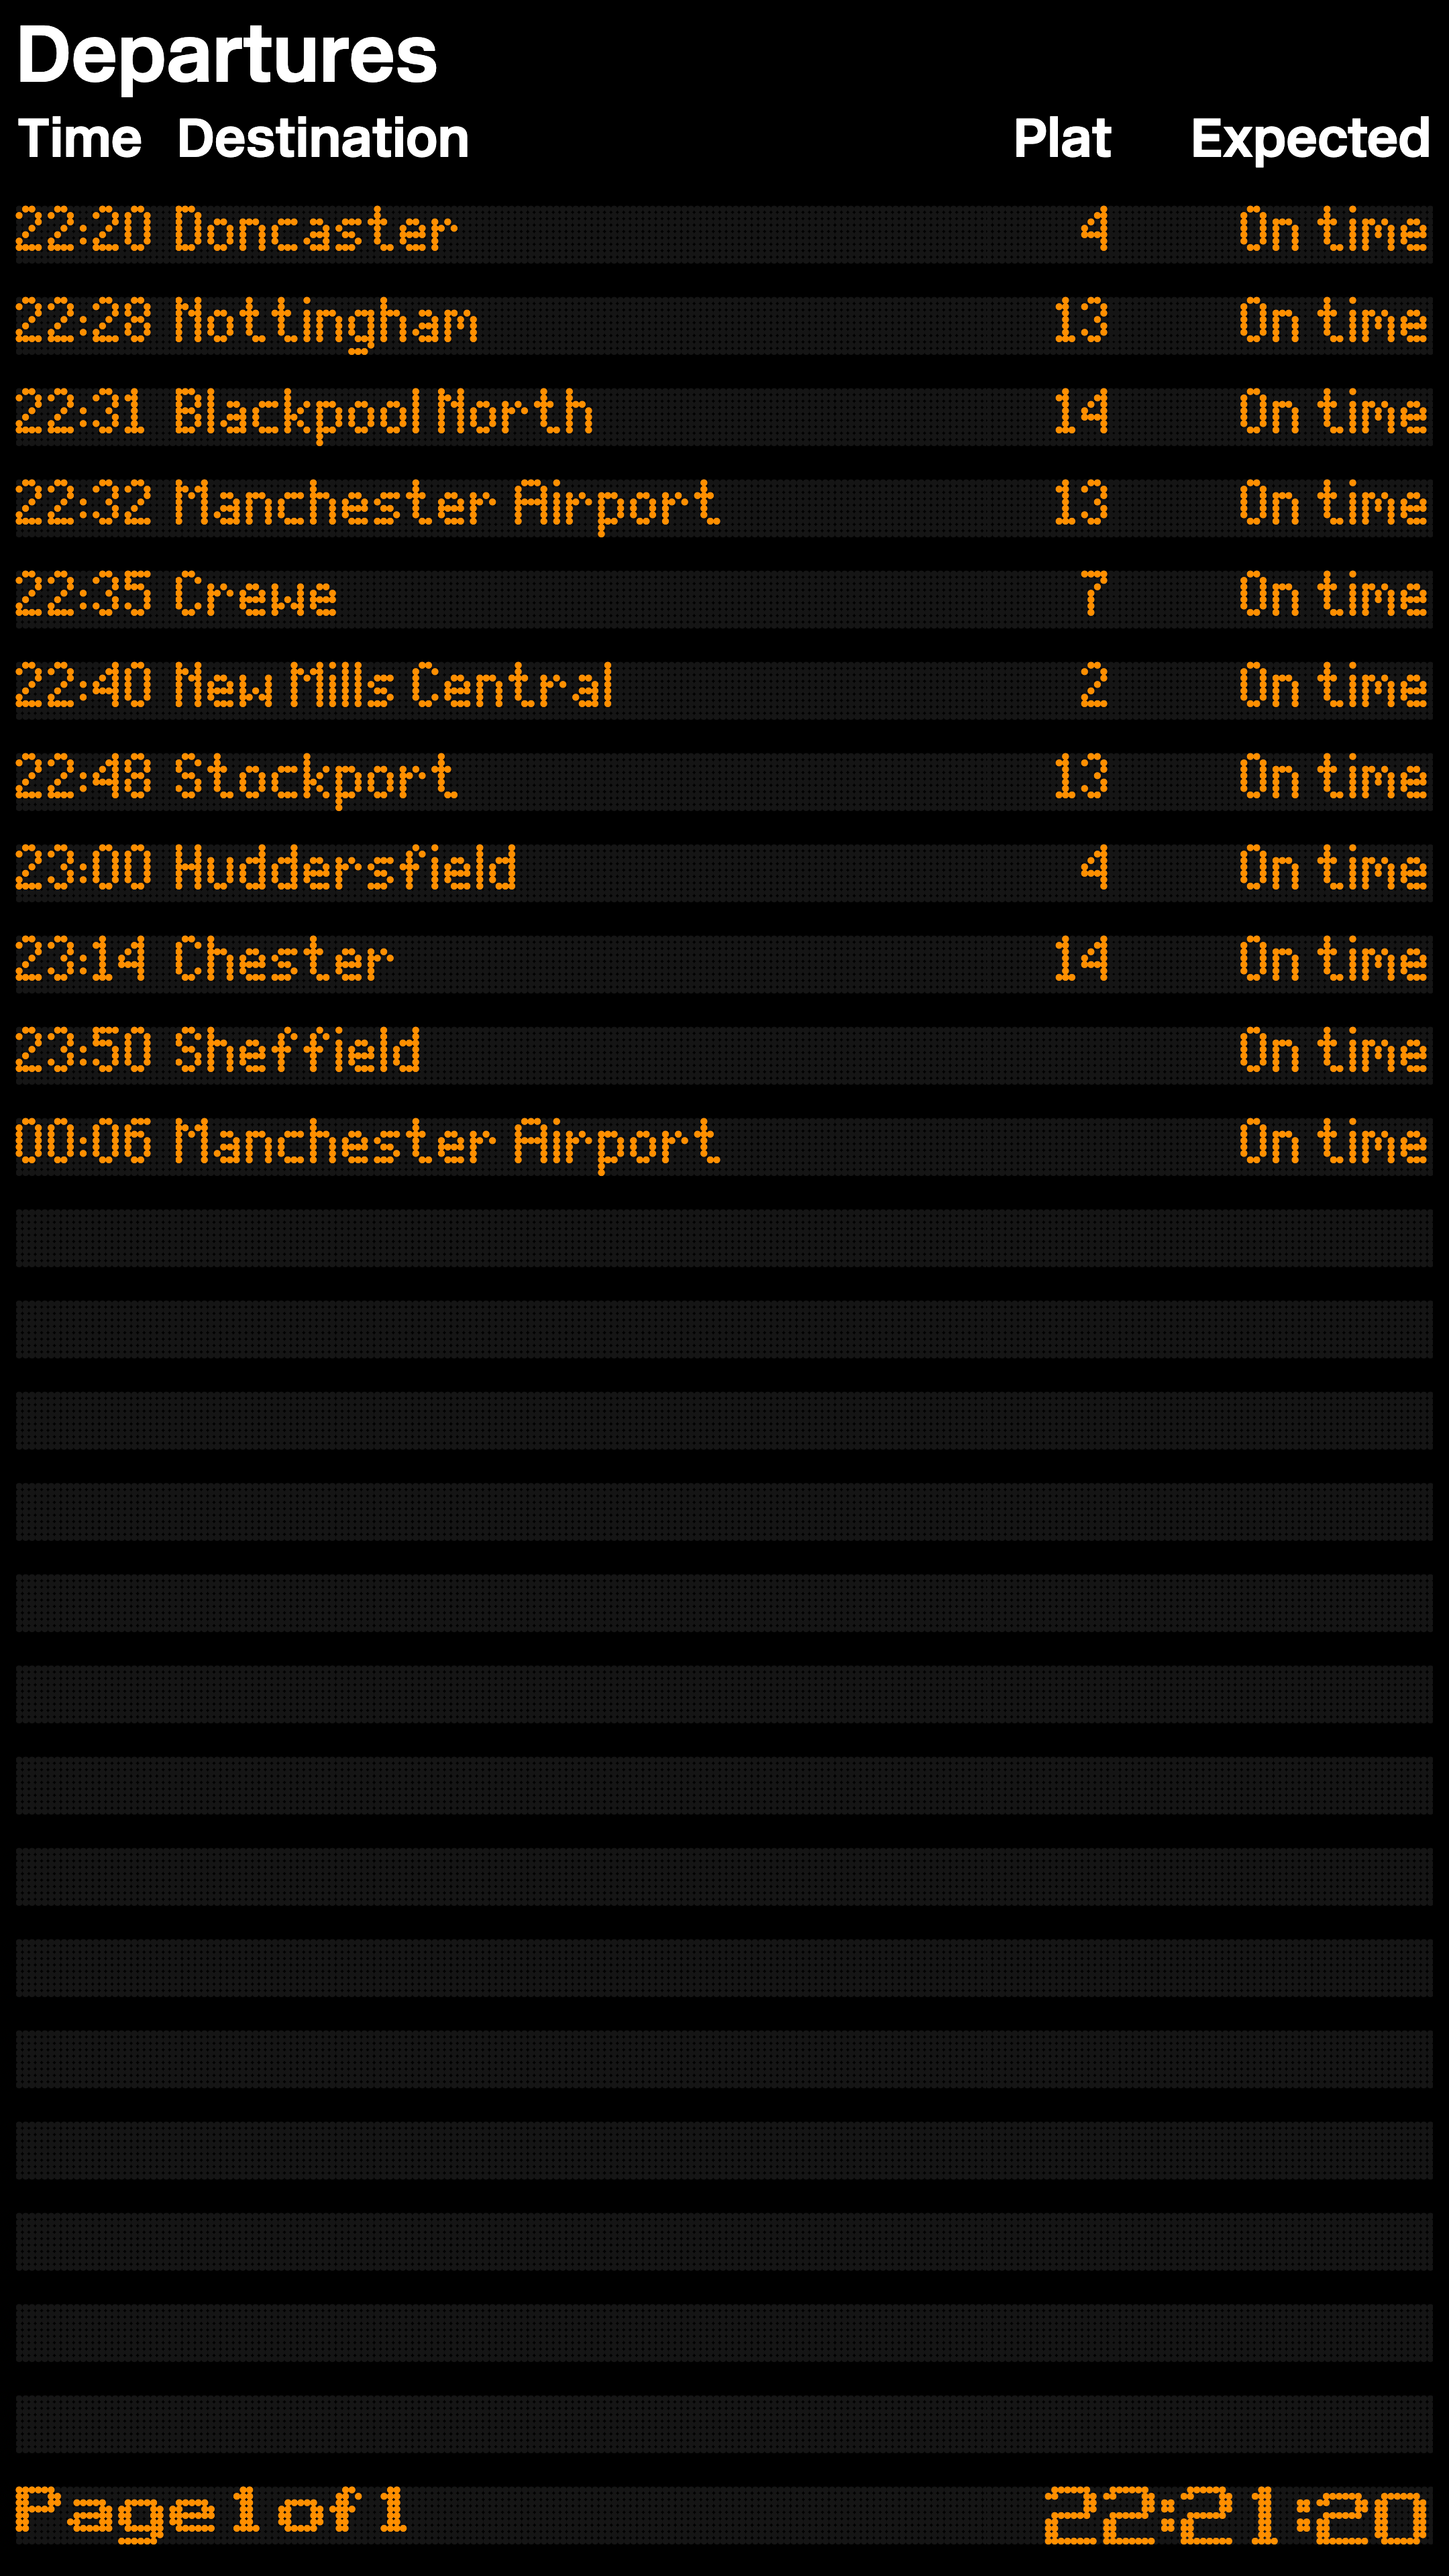 Departures
Time Destination Plat Expected
22:20 Doncaster 4 On time
22:28 Nottingham 13 On time
22:31 Blackpool North 14 On time
22:32 Manchester Airport 13 On time
22:35 Crewe 7 On time
22:40 New Mills Central 2 On time
22:48 Stockport 13 On time
23:00 Huddersfield 4 On time
23:14 Chester 14 On time
23:50 Sheffield On time
00:06 Manchester Airport On time
Page 1 of 1 22:21:20